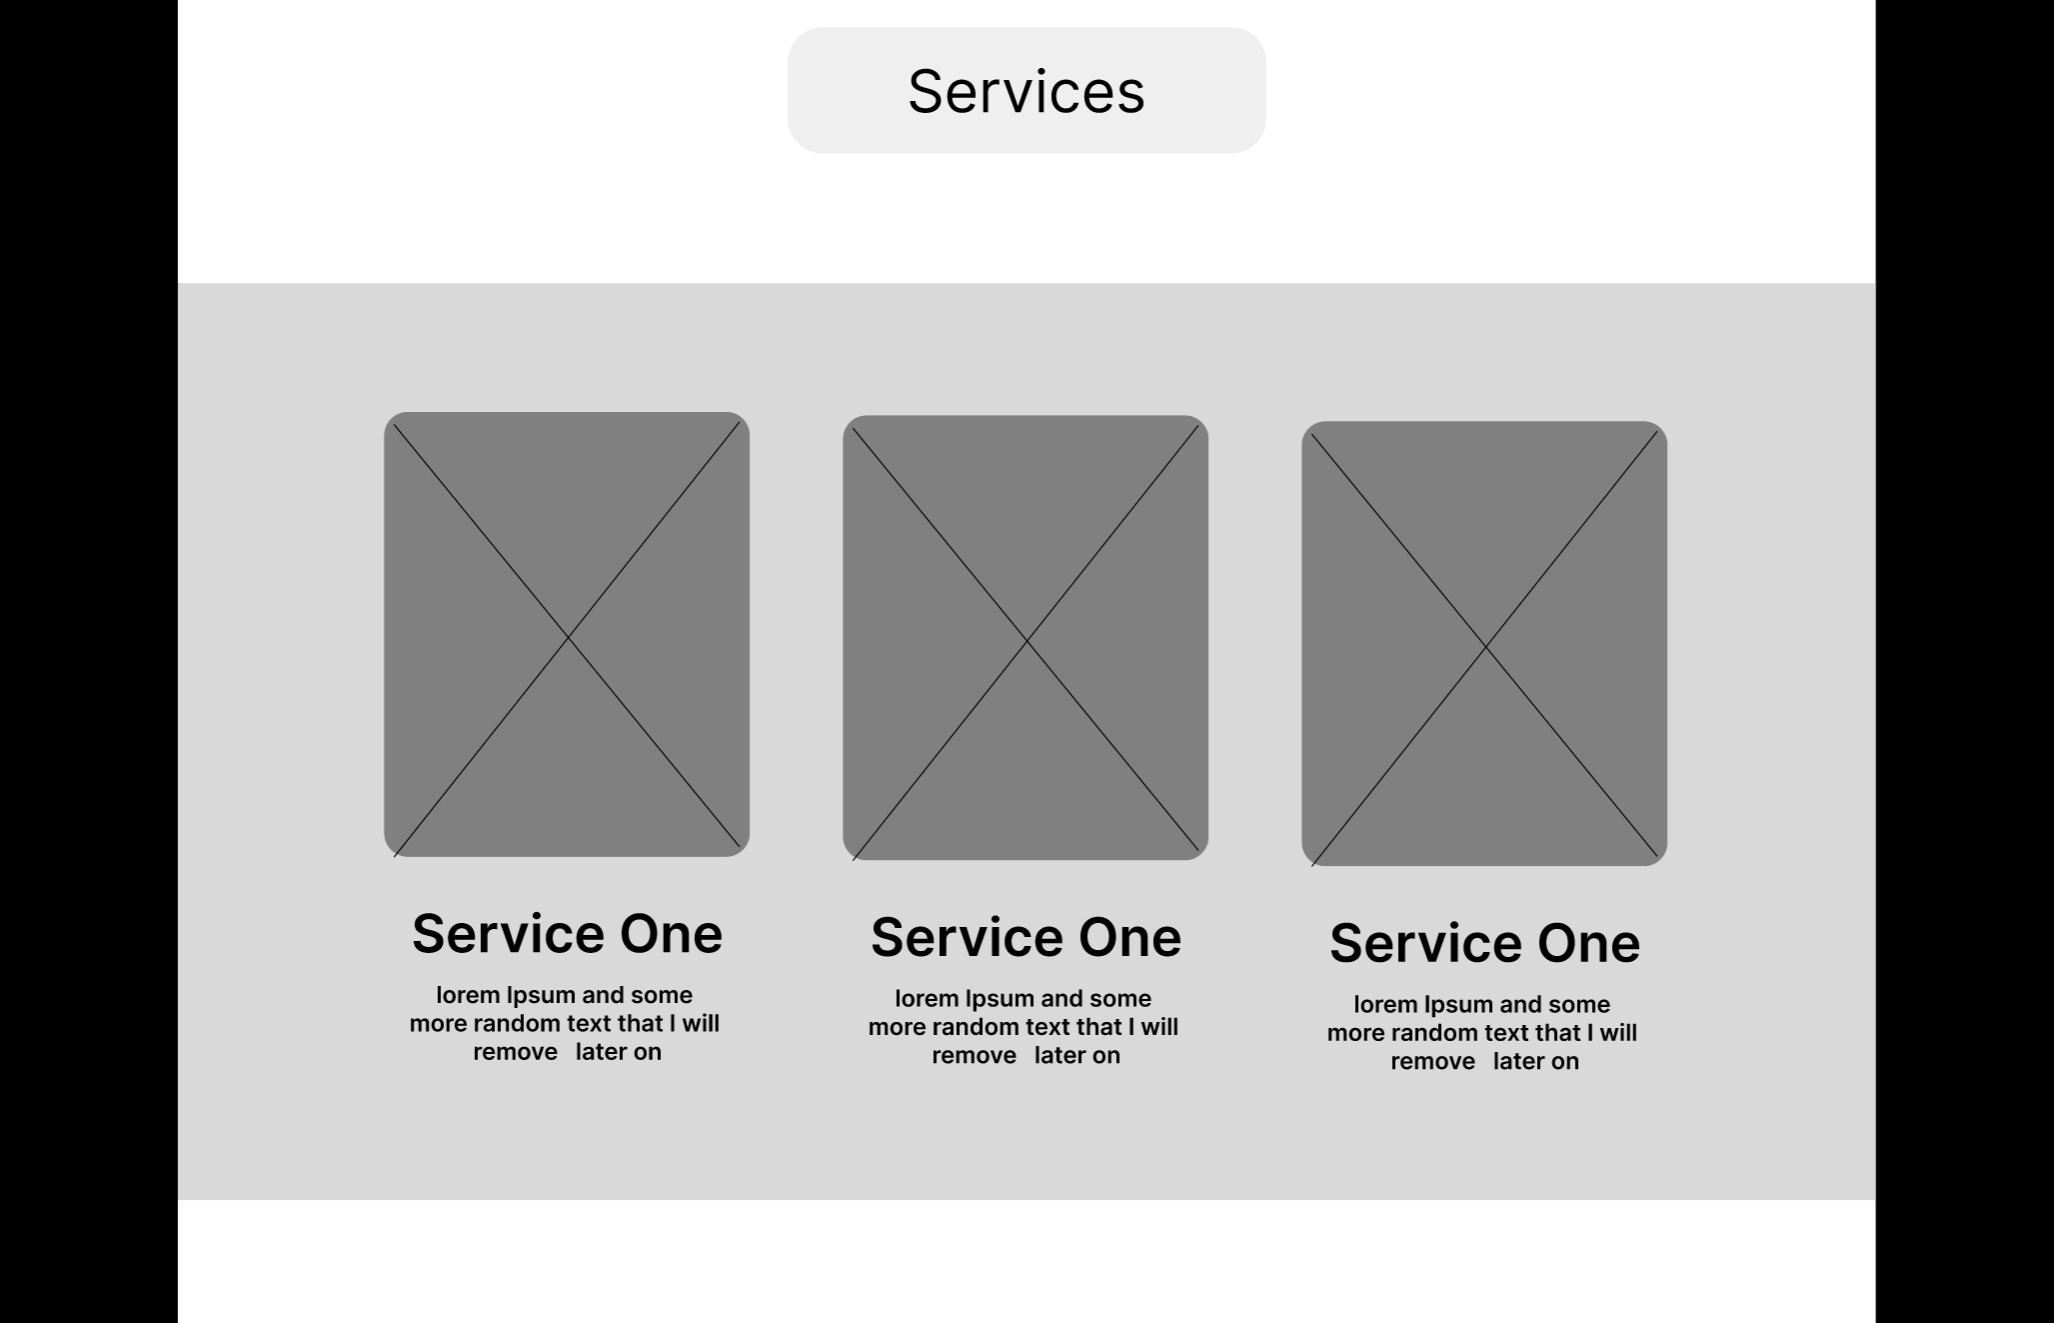 Services
Service One
lorem Ipsum and some
more random text that I will
remove   later on
Service One
lorem Ipsum and some
more random text that I will
remove   later on
Service One
lorem Ipsum and some
more random text that I will
remove   later on